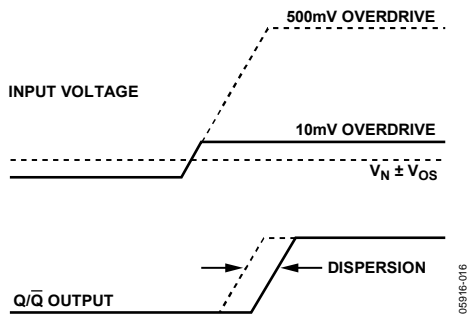 500mV OVERDRIVE
INPUT VOLTAGE
10mV OVERDRIVE
V_N ± V_OS
DISPERSION
Q/Q̅ OUTPUT
05916-016